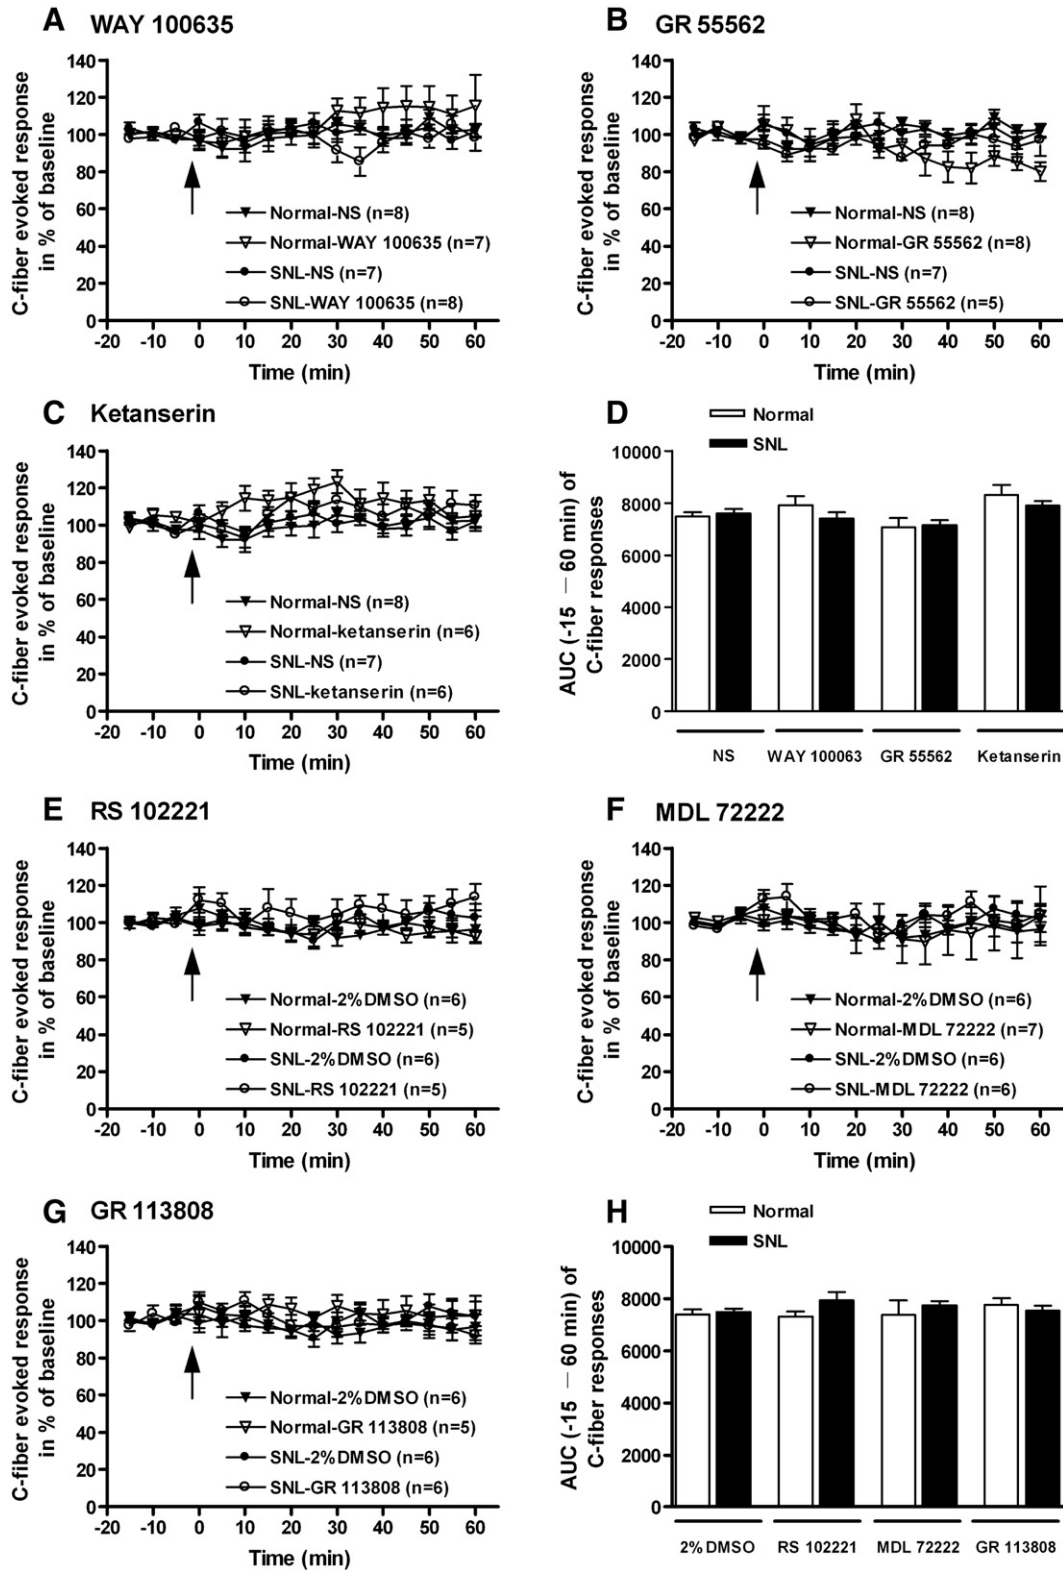 A WAY 100635
C-fiber evoked response
in % of baseline
140
120
100
80
60
40
20
0
-20 -10 0 10 20 30 40 50 60
Time (min)
Normal-NS (n=8)
Normal-WAY 100635 (n=7)
SNL-NS (n=7)
SNL-WAY 100635 (n=8)
B GR 55562
C-fiber evoked response
in % of baseline
140
120
100
80
60
40
20
0
-20 -10 0 10 20 30 40 50 60
Time (min)
Normal-NS (n=8)
Normal-GR 55562 (n=8)
SNL-NS (n=7)
SNL-GR 55562 (n=5)
C Ketanserin
C-fiber evoked response
in % of baseline
140
120
100
80
60
40
20
0
-20 -10 0 10 20 30 40 50 60
Time (min)
Normal-NS (n=8)
Normal-ketanserin (n=6)
SNL-NS (n=7)
SNL-ketanserin (n=6)
D
Normal
SNL
AUC (-15 — 60 min) of
C-fiber responses
10000
8000
6000
4000
2000
0
NS WAY 100063 GR 55562 Ketanserin
E RS 102221
C-fiber evoked response
in % of baseline
140
120
100
80
60
40
20
0
-20 -10 0 10 20 30 40 50 60
Time (min)
Normal-2%DMSO (n=6)
Normal-RS 102221 (n=5)
SNL-2%DMSO (n=6)
SNL-RS 102221 (n=5)
F MDL 72222
C-fiber evoked response
in % of baseline
140
120
100
80
60
40
20
0
-20 -10 0 10 20 30 40 50 60
Time (min)
Normal-2%DMSO (n=6)
Normal-MDL 72222 (n=7)
SNL-2%DMSO (n=6)
SNL-MDL 72222 (n=6)
G GR 113808
C-fiber evoked response
in % of baseline
140
120
100
80
60
40
20
0
-20 -10 0 10 20 30 40 50 60
Time (min)
Normal-2%DMSO (n=6)
Normal-GR 113808 (n=5)
SNL-2%DMSO (n=6)
SNL-GR 113808 (n=6)
H
Normal
SNL
AUC (-15 — 60 min) of
C-fiber responses
10000
8000
6000
4000
2000
0
2% DMSO RS 102221 MDL 72222 GR 113808